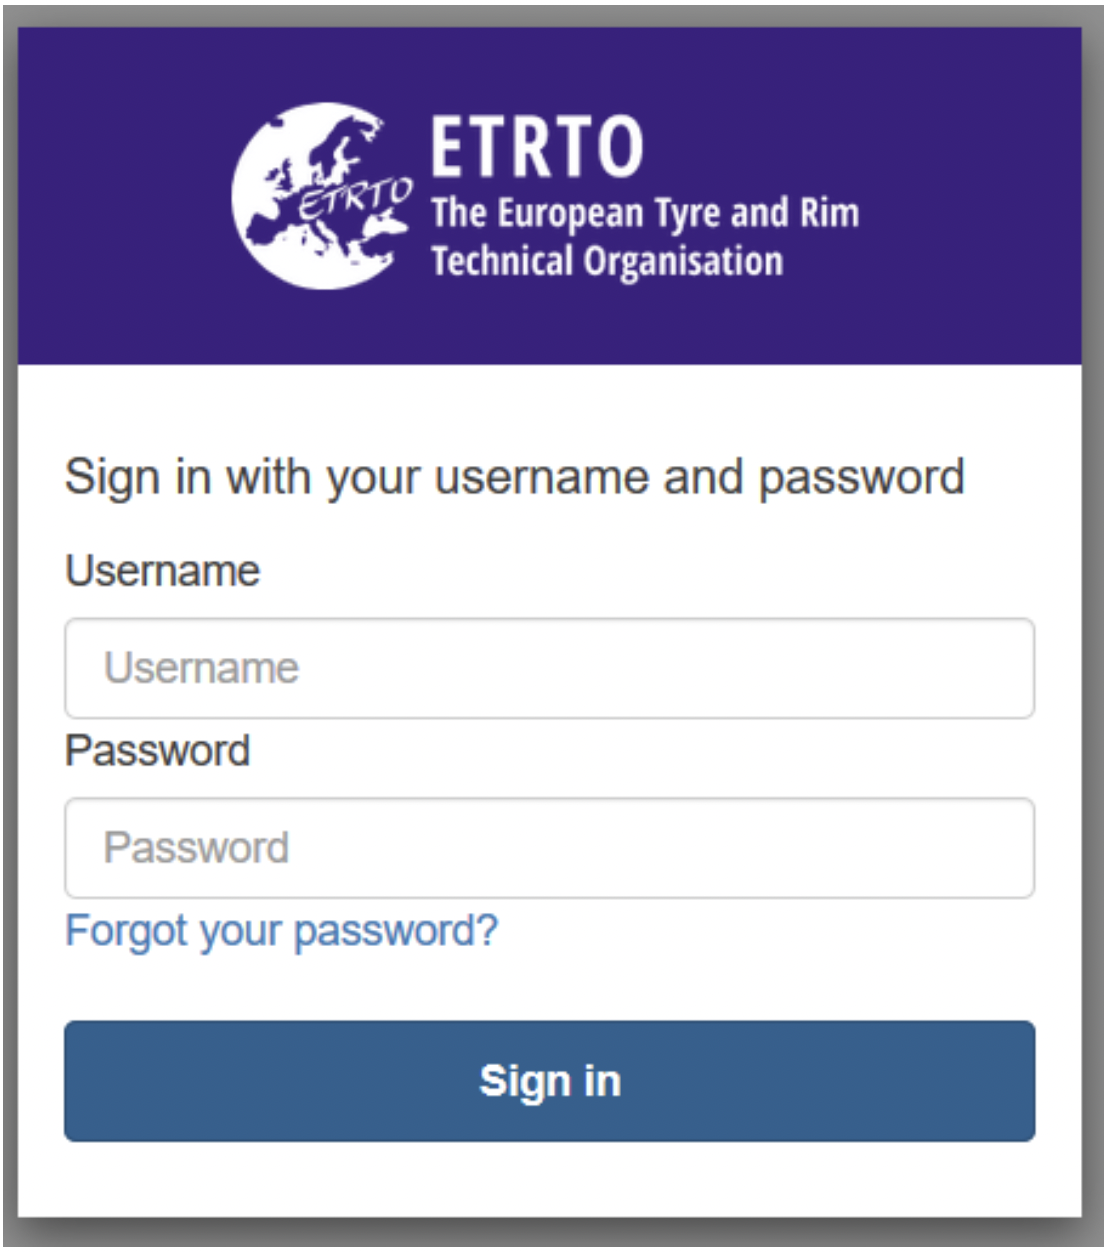 ETRTO
ETRTO
The European Tyre and Rim
Technical Organisation
Sign in with your username and password
Username
Username
Password
Password
Forgot your password?
Sign in